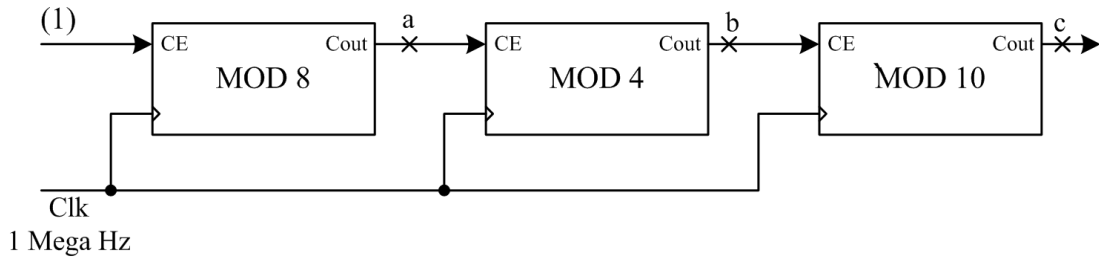 (1)
a
b
c
CE
Cout
CE
Cout
CE
Cout
MOD 8
MOD 4
MOD 10
Clk
1 Mega Hz